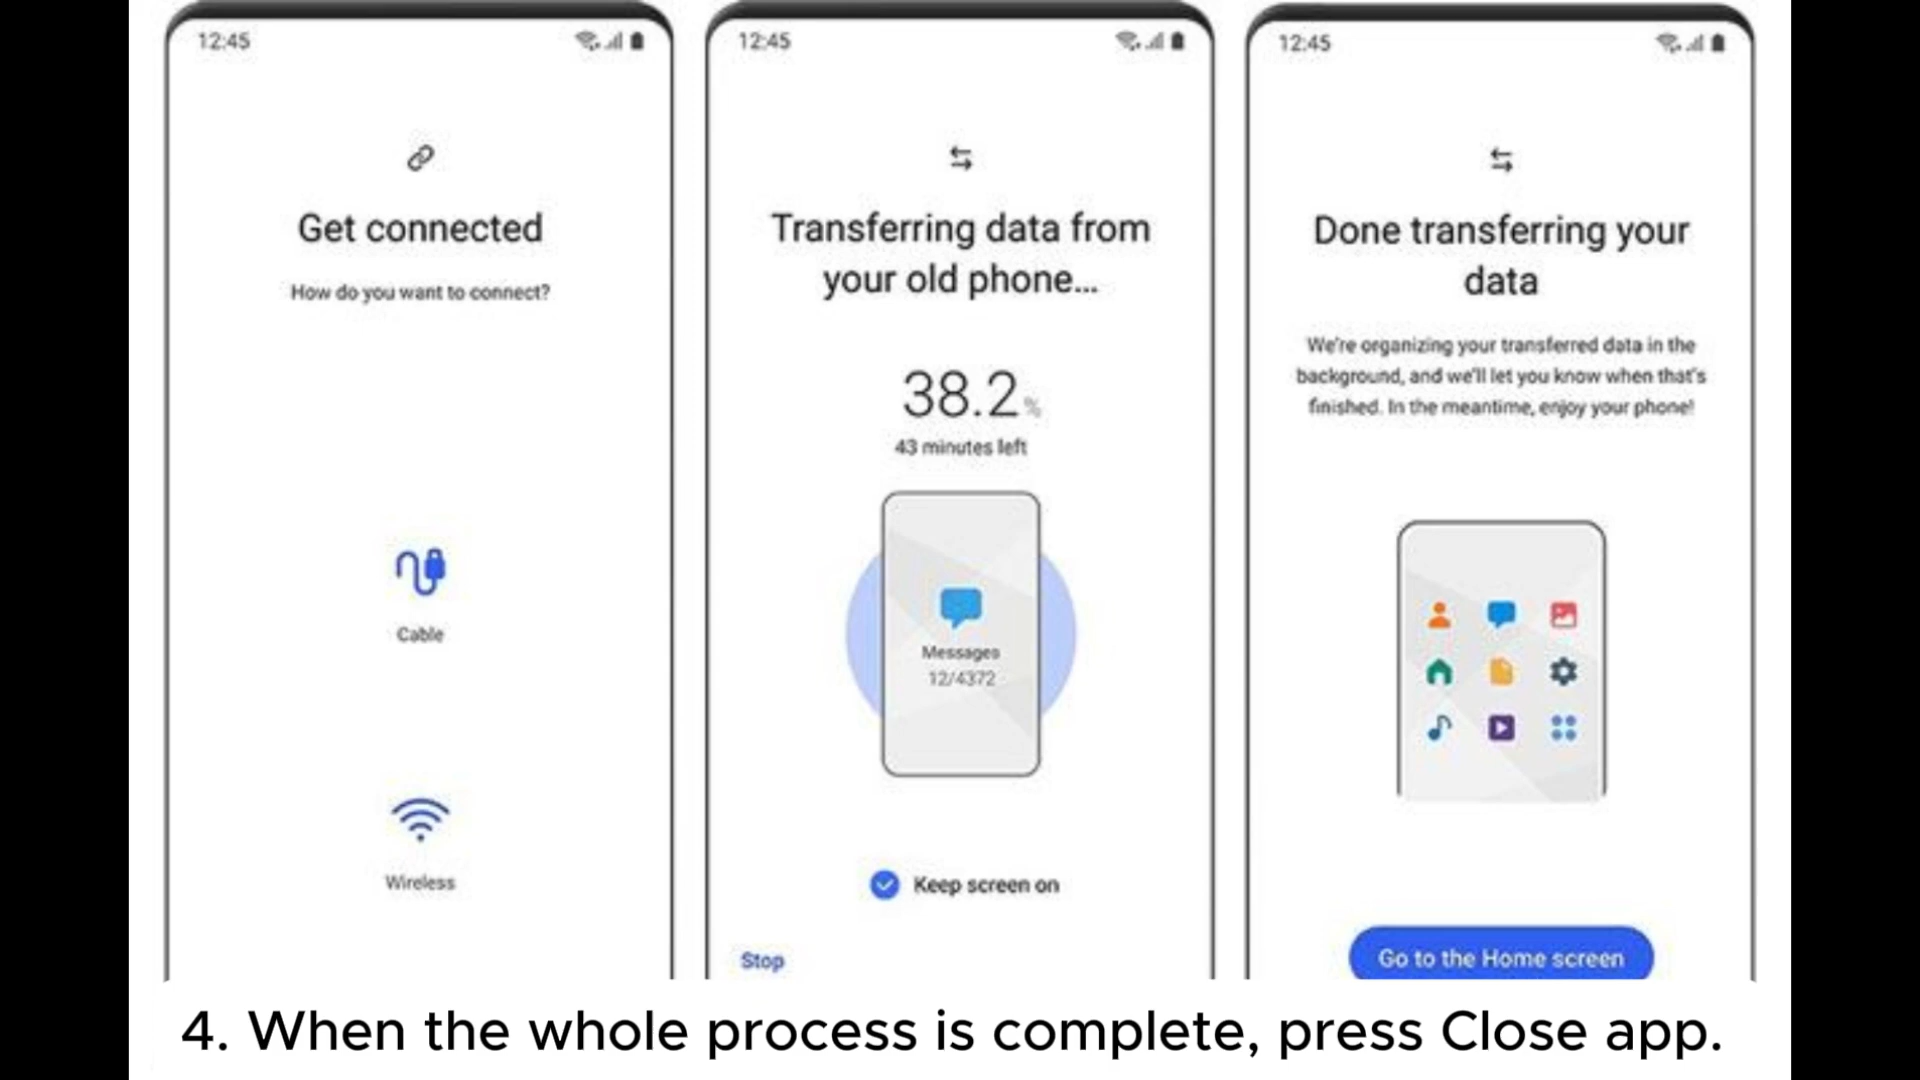 12:45
Get connected
How do you want to connect?
Cable
Wireless
12:45
Transferring data from
your old phone...
38.2%
43 minutes left
Messages
12/4372
Keep screen on
Stop
12:45
Done transferring your
data
We're organizing your transferred data in the
background, and we'll let you know when that's
finished. In the meantime, enjoy your phone!
Go to the Home screen
4. When the whole process is complete, press Close app.